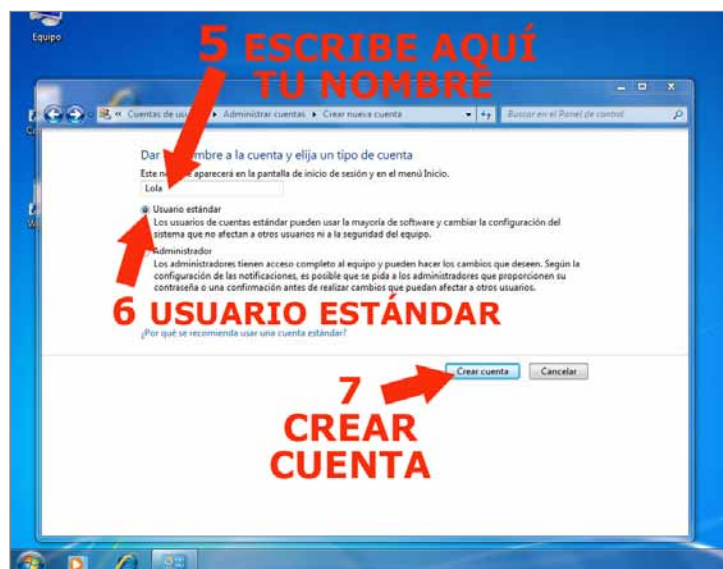 Equipo
5 ESCRIBE AQUÍ
TU NOMBRE
Cuentas de Administrar cuentas Crear nueva cuenta
Buscar en el Panel de control
Dar mbre a la cuenta y elija un tipo de cuenta
Este aparecerá en la pantalla de inicio de sesión y en el menú Inicio.
Lola
Usuario estándar
Los usuarios de cuentas estándar pueden usar la mayoría de software y cambiar la configuración del
sistema que no afectan a otros usuarios ni a la seguridad del equipo.
Administrador
Los administradores tienen acceso completo al equipo y pueden hacer los cambios que deseen. Según la
configuración de las notificaciones, es posible que se pida a los administradores que proporcionen su
contraseña o una confirmación antes de realizar cambios que puedan afectar a otros usuarios.
6 USUARIO ESTÁNDAR
¿Por qué se recomienda usar una cuenta estándar?
Crear cuenta Cancelar
7
CREAR
CUENTA